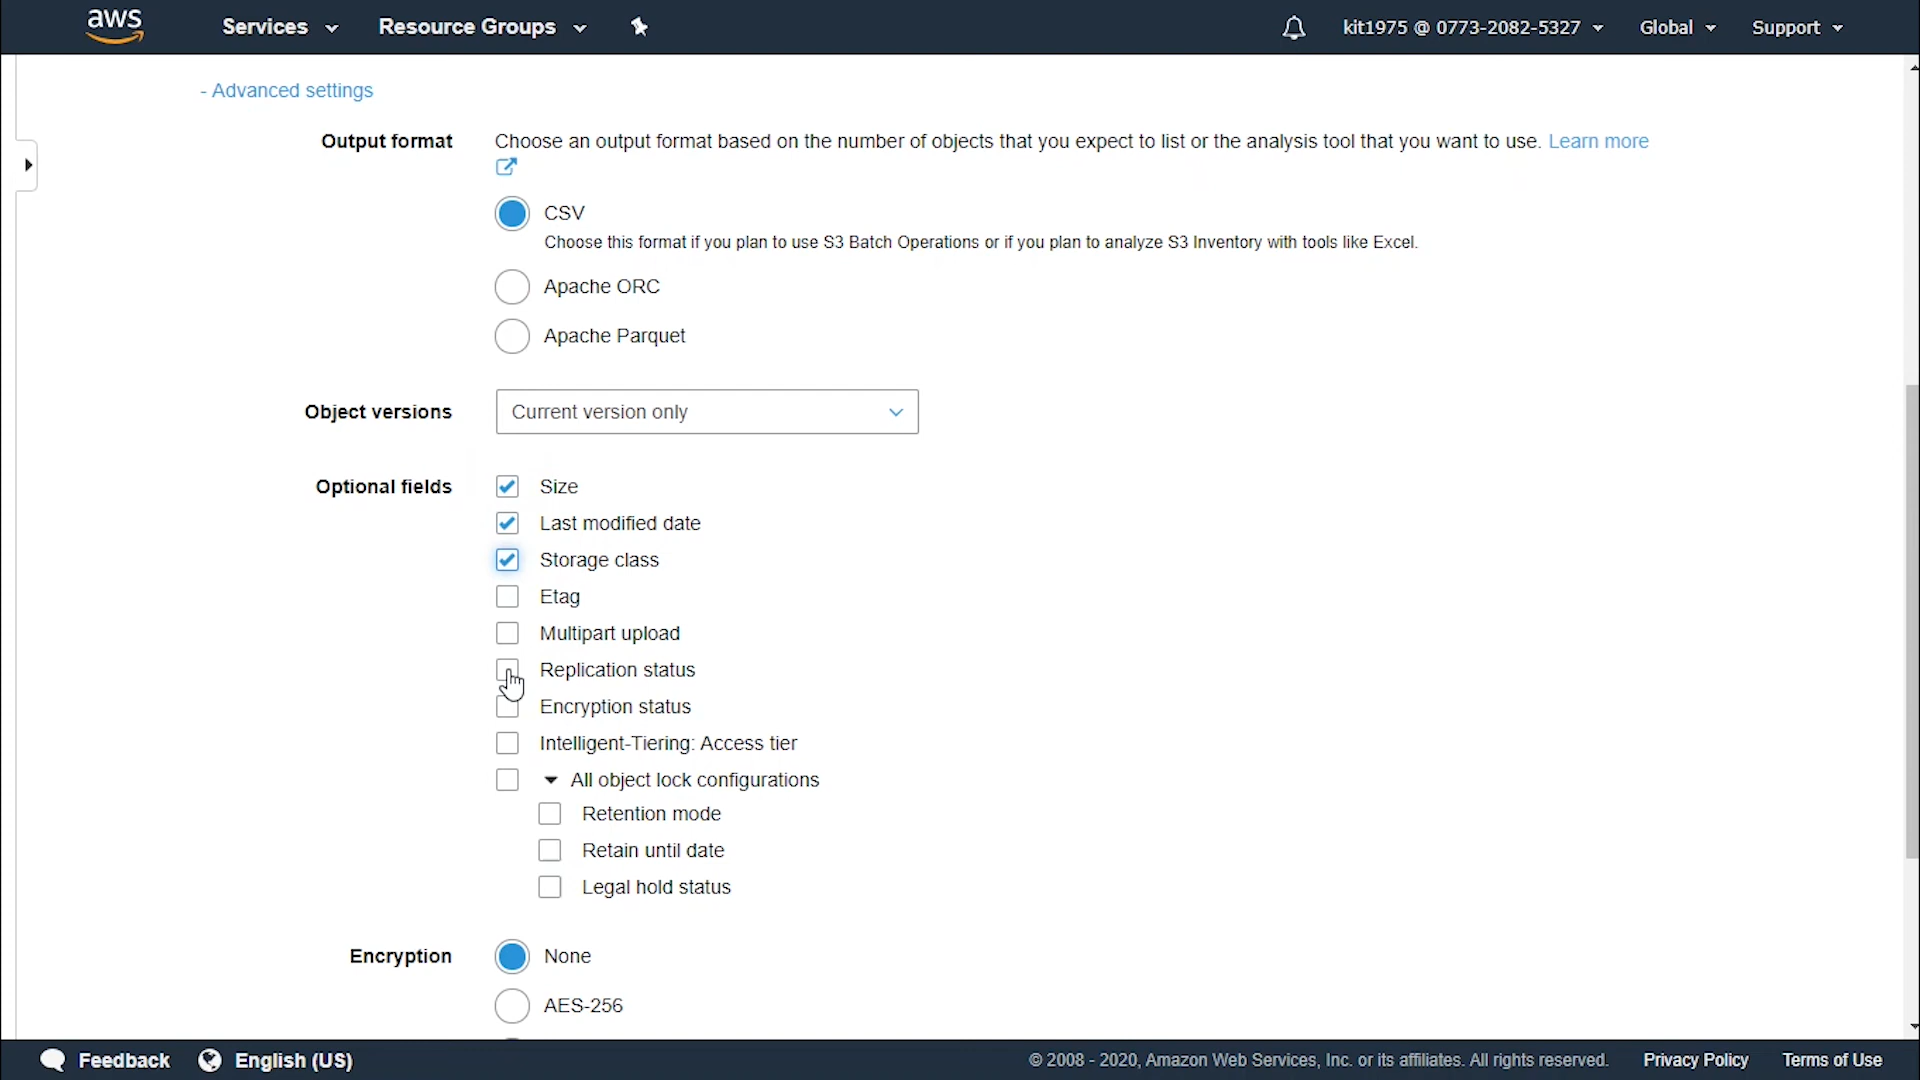 aws
Services Resource Groups kit1975 @ 0773-2082-5327 Global Support
- Advanced settings
Output format Choose an output format based on the number of objects that you expect to list or the analysis tool that you want to use. Learn more
CSV
Choose this format if you plan to use S3 Batch Operations or if you plan to analyze S3 Inventory with tools like Excel.
Apache ORC
Apache Parquet
Object versions Current version only
Optional fields Size
Last modified date
Storage class
Etag
Multipart upload
Replication status
Encryption status
Intelligent-Tiering: Access tier
All object lock configurations
Retention mode
Retain until date
Legal hold status
Encryption None
AES-256
Feedback English (US) © 2008 - 2020, Amazon Web Services, Inc. or its affiliates. All rights reserved. Privacy Policy Terms of Use